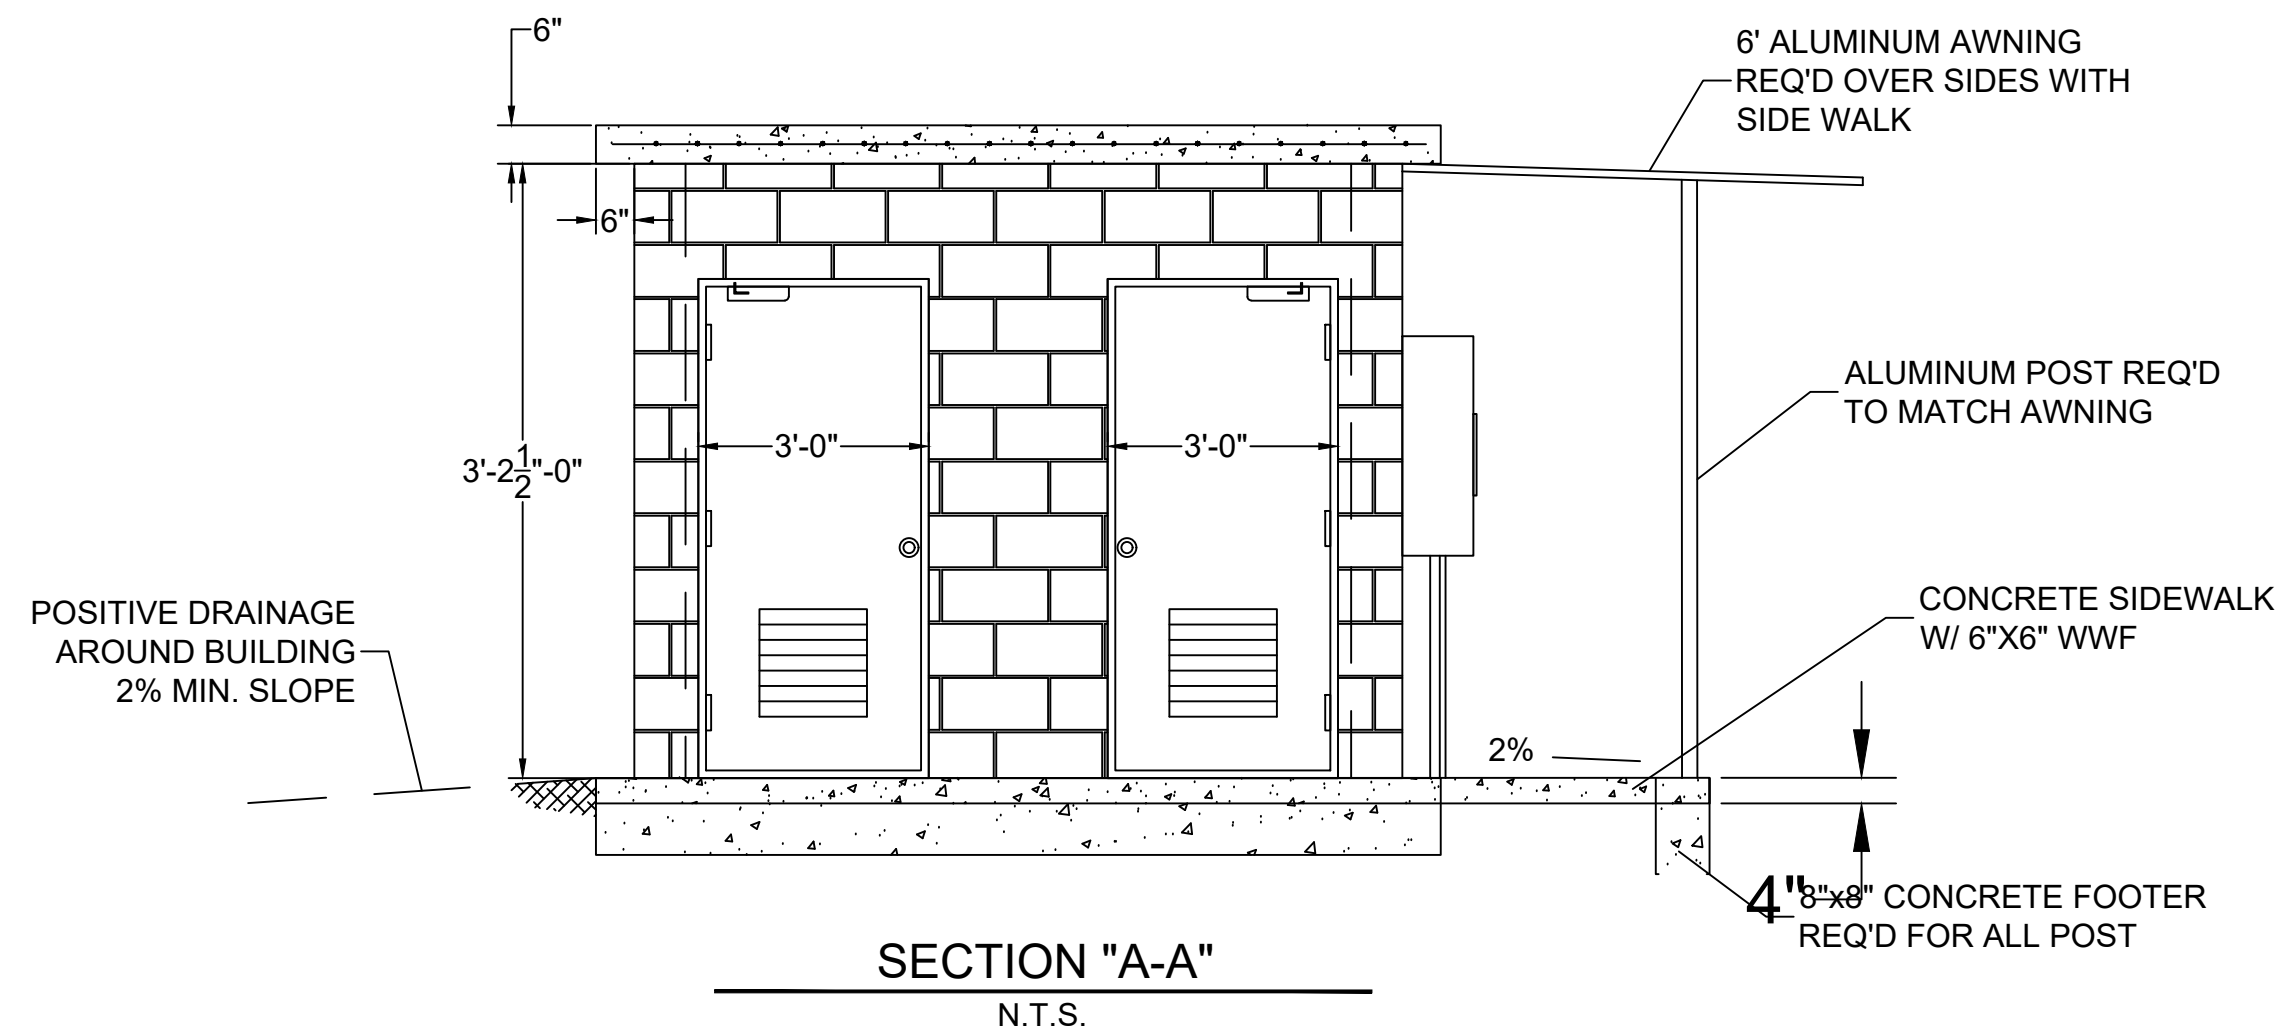 6"
6' ALUMINUM AWNING
REQ'D OVER SIDES WITH
SIDE WALK
6"
ALUMINUM POST REQ'D
TO MATCH AWNING
3'-0"
3'-0"
3'-2 1/2"-0"
POSITIVE DRAINAGE
AROUND BUILDING
2% MIN. SLOPE
CONCRETE SIDEWALK
W/ 6"X6" WWF
2%
4"
8"x8" CONCRETE FOOTER
REQ'D FOR ALL POST
SECTION "A-A"
N.T.S.